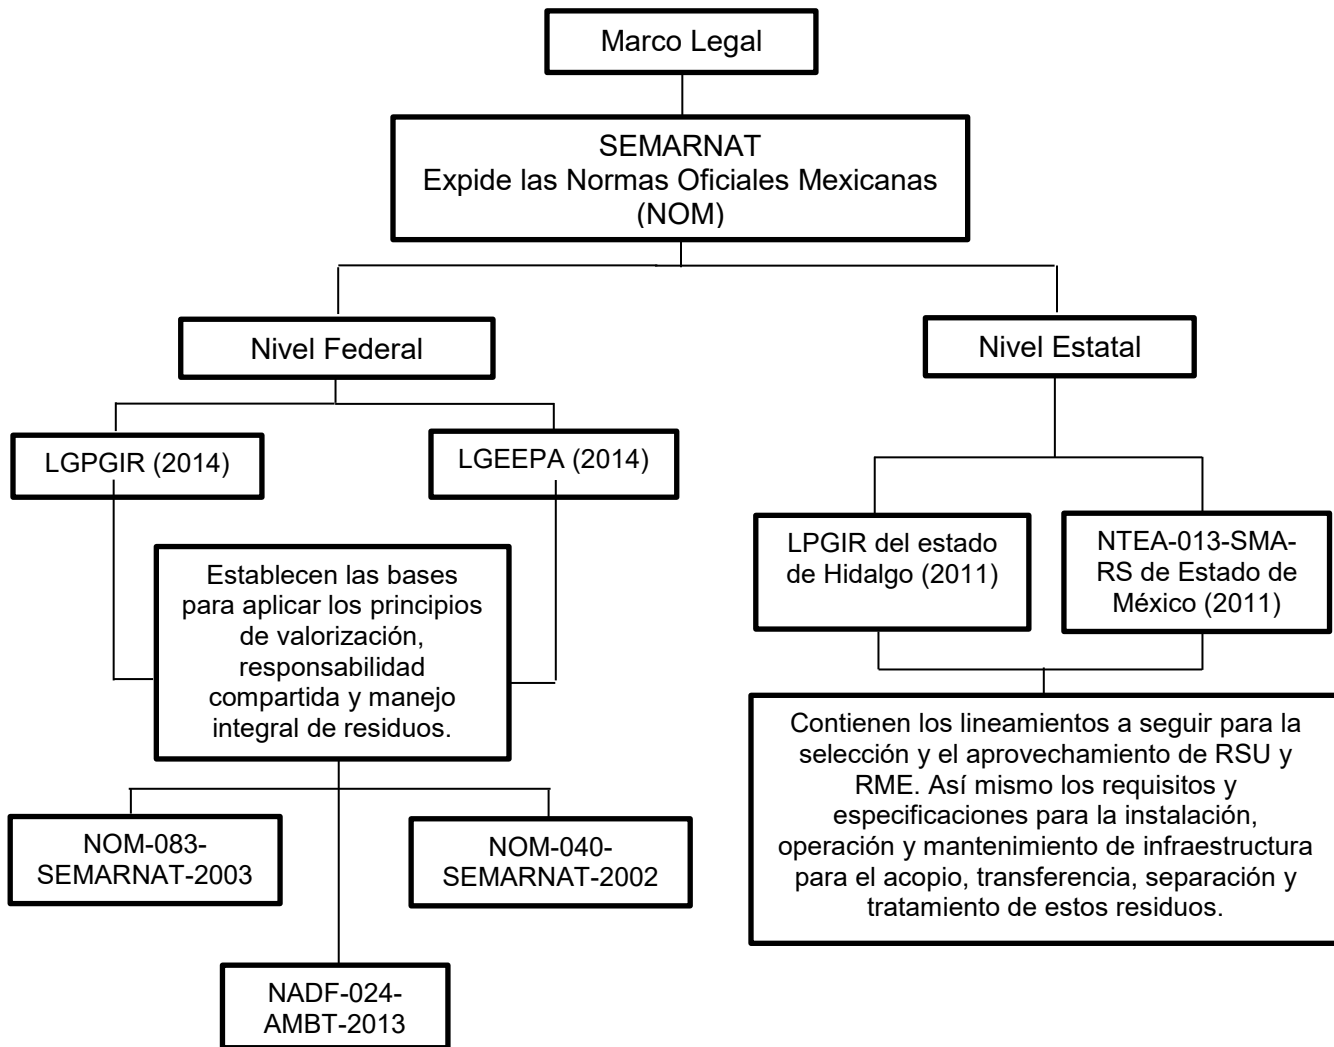 Marco Legal
SEMARNAT
Expide las Normas Oficiales Mexicanas
(NOM)
Nivel Federal
Nivel Estatal
LGPGIR (2014)
LGEEPA (2014)
Establecen las bases
para aplicar los principios
de valorización,
responsabilidad
compartida y manejo
integral de residuos.
LPGIR del estado
de Hidalgo (2011)
NTEA-013-SMA-
RS de Estado de
México (2011)
Contienen los lineamientos a seguir para la
selección y el aprovechamiento de RSU y
RME. Así mismo los requisitos y
especificaciones para la instalación,
operación y mantenimiento de infraestructura
para el acopio, transferencia, separación y
tratamiento de estos residuos.
NOM-083-
SEMARNAT-2003
NOM-040-
SEMARNAT-2002
NADF-024-
AMBT-2013